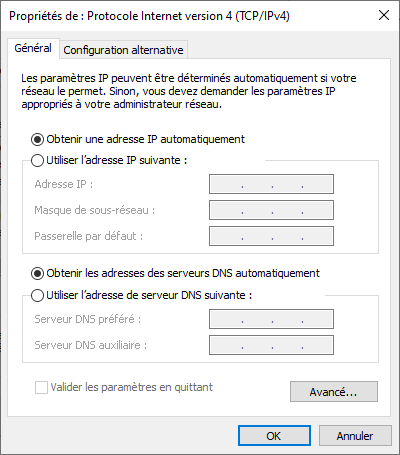 Propriétés de : Protocole Internet version 4 (TCP/IPv4)
Général
Configuration alternative
Les paramètres IP peuvent être déterminés automatiquement si votre
réseau le permet. Sinon, vous devez demander les paramètres IP
appropriés à votre administrateur réseau.
Obtenir une adresse IP automatiquement
Utiliser l'adresse IP suivante :
Adresse IP :
Masque de sous-réseau :
Passerelle par défaut :
Obtenir les adresses des serveurs DNS automatiquement
Utiliser l'adresse de serveur DNS suivante :
Serveur DNS préféré :
Serveur DNS auxiliaire :
Valider les paramètres en quittant
Avancé...
OK
Annuler